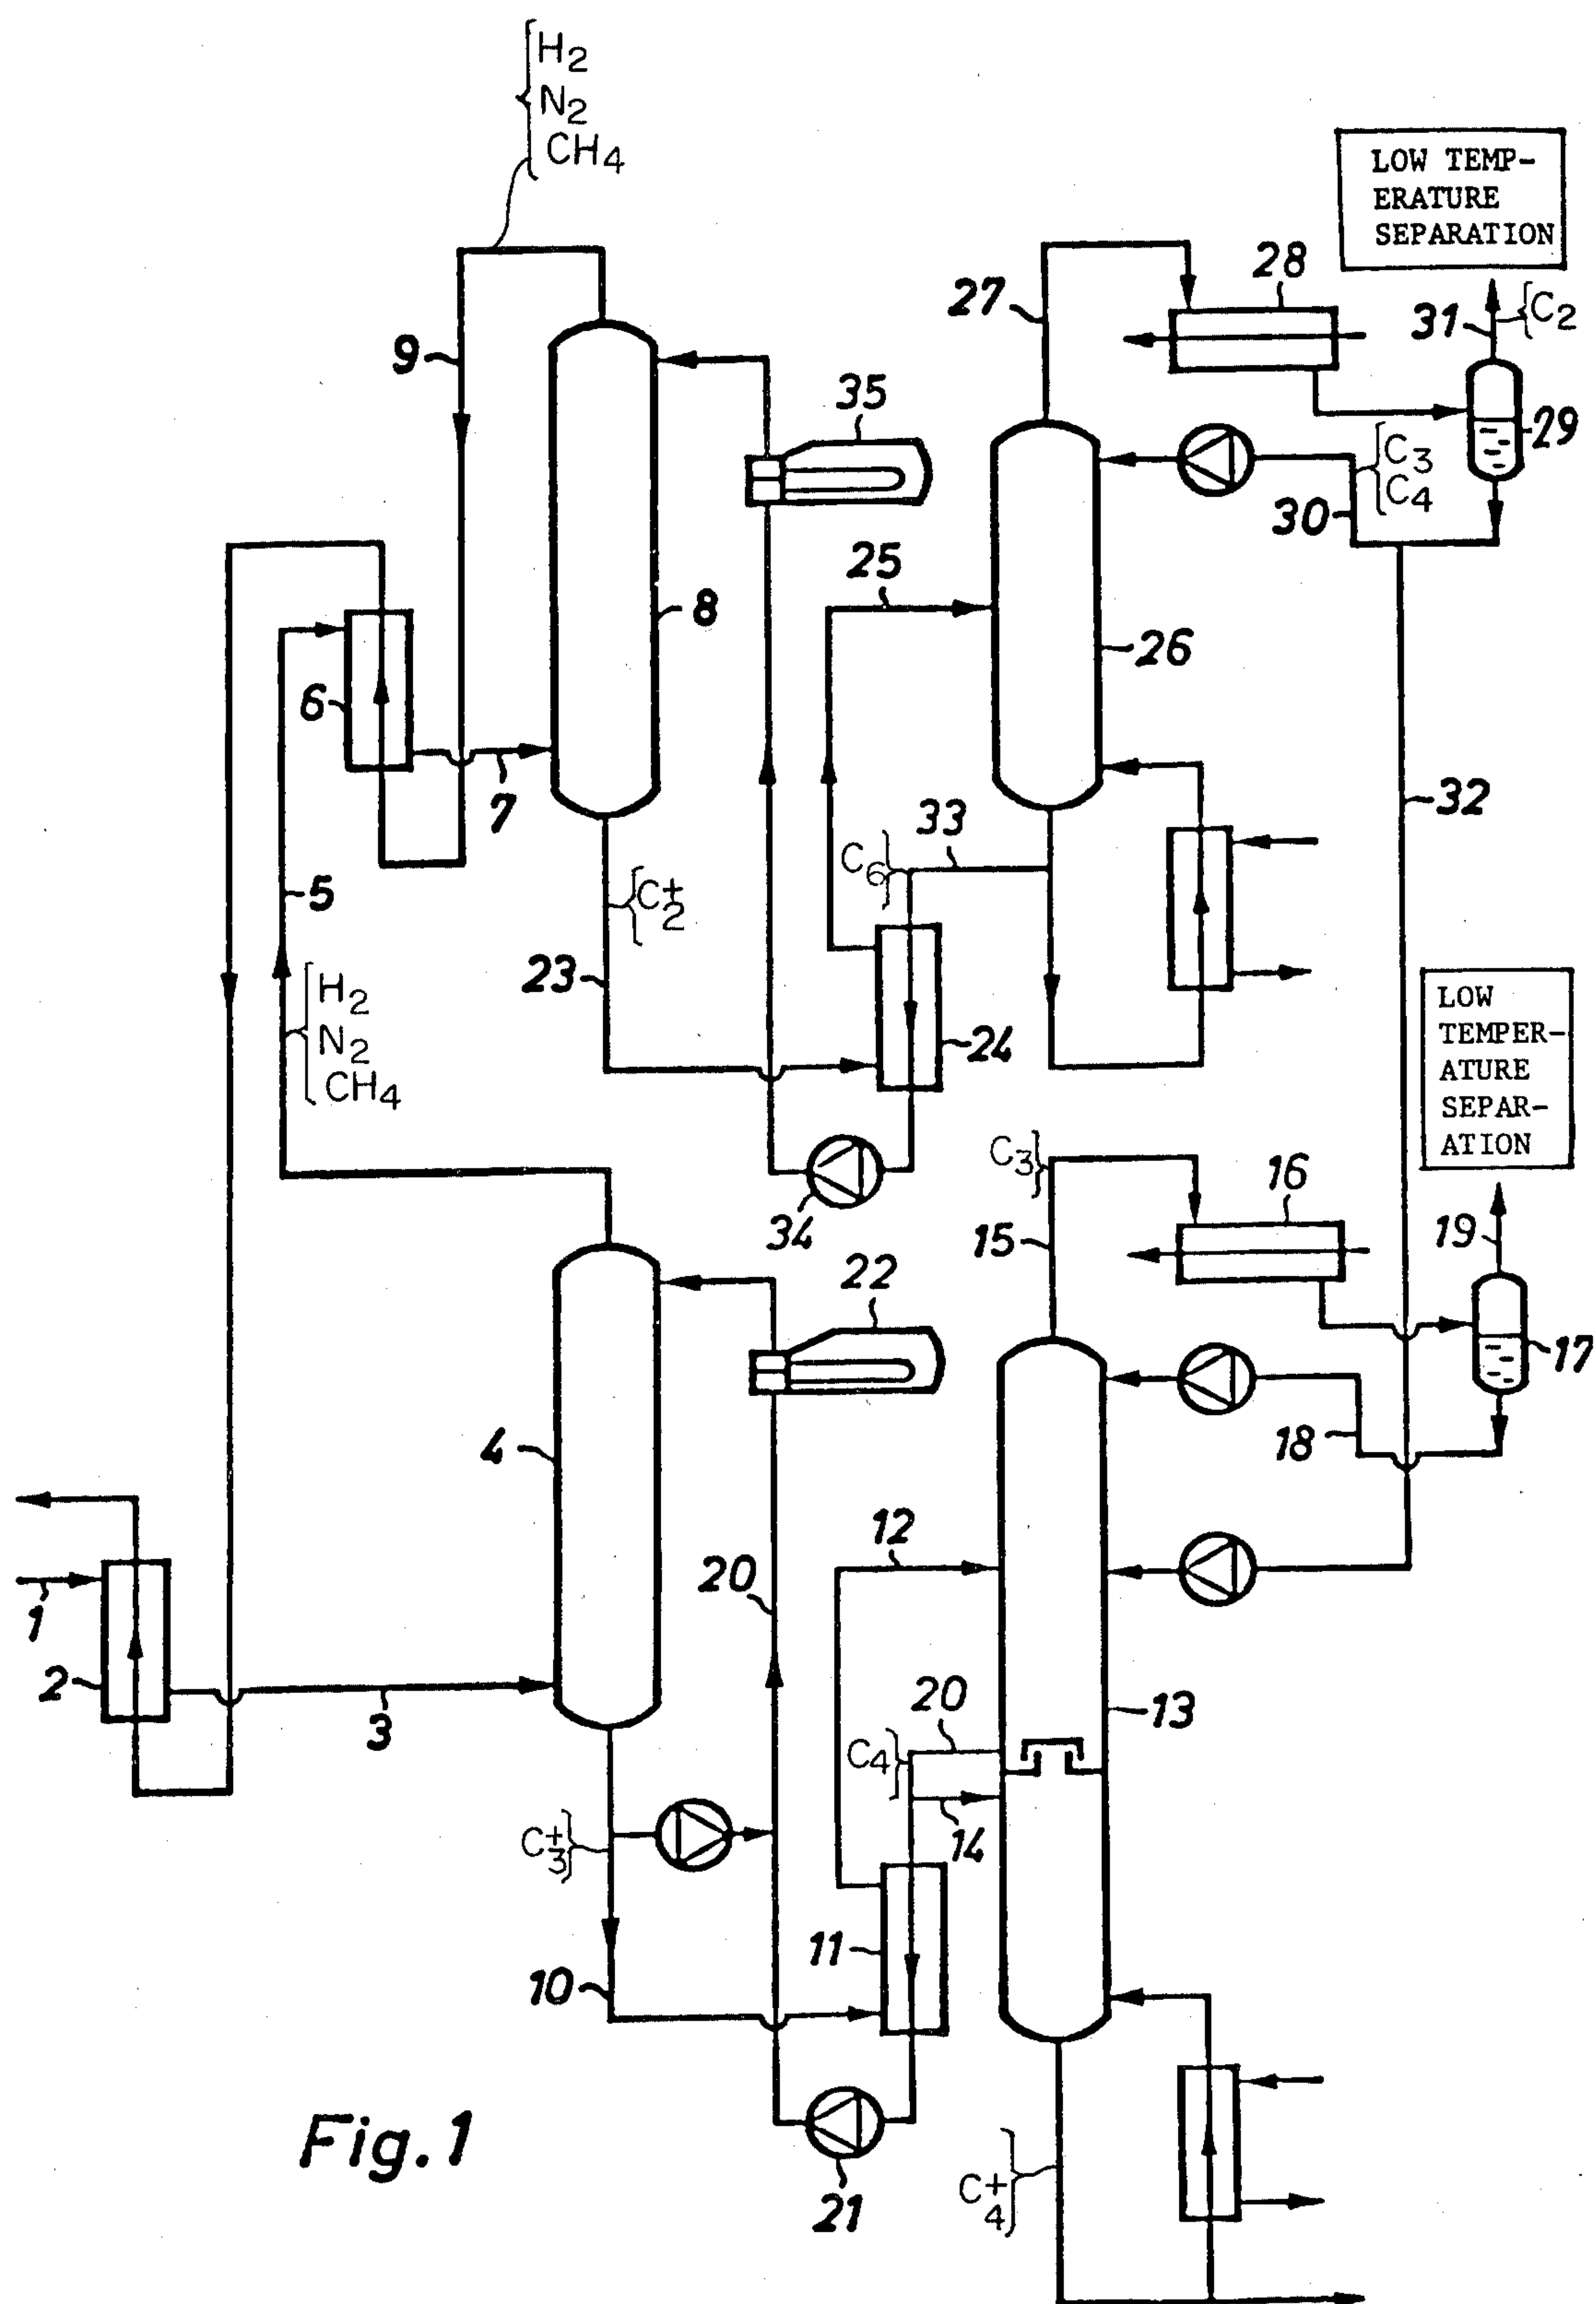 H2
N2
CH4
LOW TEMP-
ERATURE
SEPARATION
28
27
31
C2
9
35
29
C3
C4
30
25
8
26
6
7
32
33
C6
5
C+2
23
24
H2
N2
CH4
LOW
TEMPER-
ATURE
SEPAR-
ATION
C3
16
34
15
19
22
17
4
18
12
20
1
2
3
13
20
C4
14
C+3
11
10
Fig.1
21
C+4